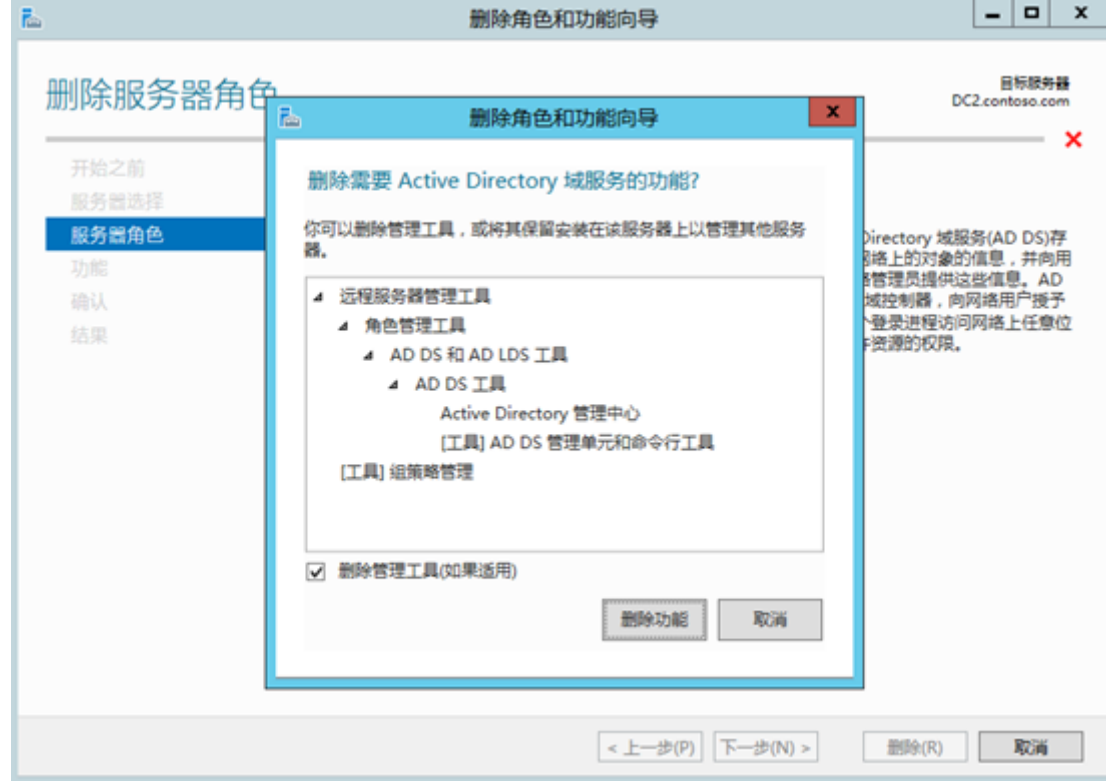 删除角色和功能向导
删除服务器角色
目标服务器
DC2.contoso.com
开始之前
服务器选择
服务器角色
功能
确认
结果
删除角色和功能向导
删除需要 Active Directory 域服务的功能?
你可以删除管理工具，或将其保留安装在该服务器上以管理其他服务
器。
远程服务器管理工具
角色管理工具
AD DS 和 AD LDS 工具
AD DS 工具
Active Directory 管理中心
[工具] AD DS 管理单元和命令行工具
[工具] 组策略管理
删除管理工具(如果适用)
删除功能 取消
Directory 域服务(AD DS)存
网络上的对象的信息，并向用
管理员提供这些信息。AD
域控制器，向网络用户授予
登录进程访问网络上任意位
资源的权限。
< 上一步(P) 下一步(N) > 删除(R) 取消